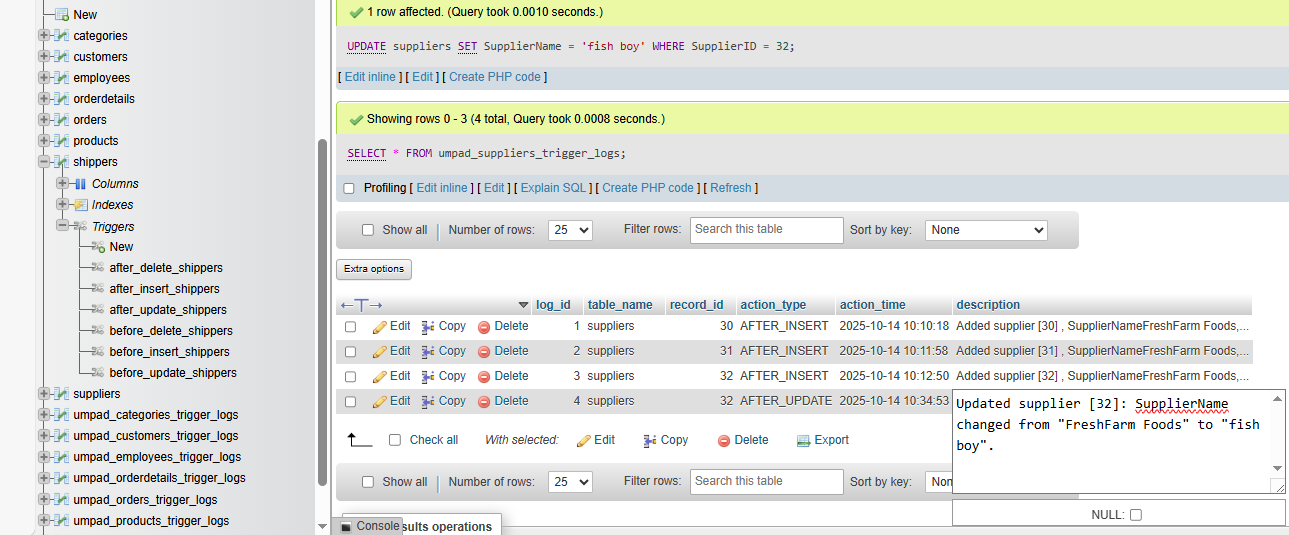 New
categories
customers
employees
orderdetails
orders
products
shippers
Columns
Indexes
Triggers
New
after_delete_shippers
after_insert_shippers
after_update_shippers
before_delete_shippers
before_insert_shippers
before_update_shippers
suppliers
umpad_categories_trigger_logs
umpad_customers_trigger_logs
umpad_employees_trigger_logs
umpad_orderdetails_trigger_logs
umpad_orders_trigger_logs
umpad_products_trigger_logs
1 row affected. (Query took 0.0010 seconds.)
UPDATE suppliers SET SupplierName = 'fish boy' WHERE SupplierID = 32;
[ Edit inline ] [ Edit ] [ Create PHP code ]
Showing rows 0 - 3 (4 total, Query took 0.0008 seconds.)
SELECT * FROM umpad_suppliers_trigger_logs;
Profiling [ Edit inline ] [ Edit ] [ Explain SQL ] [ Create PHP code ] [ Refresh ]
Show all | Number of rows: 25 Filter rows: Search this table Sort by key: None
Extra options
←T→ log_id table_name record_id action_type action_time description
Edit Copy Delete 1 suppliers 30 AFTER_INSERT 2025-10-14 10:10:18 Added supplier [30] , SupplierNameFreshFarm Foods,...
Edit Copy Delete 2 suppliers 31 AFTER_INSERT 2025-10-14 10:11:58 Added supplier [31] , SupplierNameFreshFarm Foods,...
Edit Copy Delete 3 suppliers 32 AFTER_INSERT 2025-10-14 10:12:50 Added supplier [32] , SupplierNameFreshFarm Foods,...
Edit Copy Delete 4 suppliers 32 AFTER_UPDATE 2025-10-14 10:34:53
Updated supplier [32]: SupplierName
changed from "FreshFarm Foods" to "fish
boy".
Check all With selected: Edit Copy Delete Export
Show all | Number of rows: 25 Filter rows: Search this table Sort by key: Non
NULL:
Console sults operations